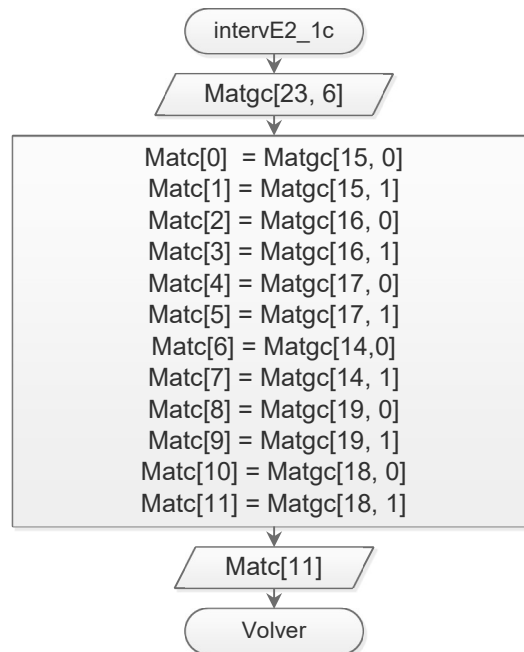 intervE2_1c
Matgc[23, 6]
Matc[0]  = Matgc[15, 0]
Matc[1] = Matgc[15, 1]
Matc[2] = Matgc[16, 0]
Matc[3] = Matgc[16, 1]
Matc[4] = Matgc[17, 0]
Matc[5] = Matgc[17, 1]
Matc[6] = Matgc[14,0]
Matc[7] = Matgc[14, 1]
Matc[8] = Matgc[19, 0]
Matc[9] = Matgc[19, 1]
Matc[10] = Matgc[18, 0]
Matc[11] = Matgc[18, 1]
Matc[11]
Volver